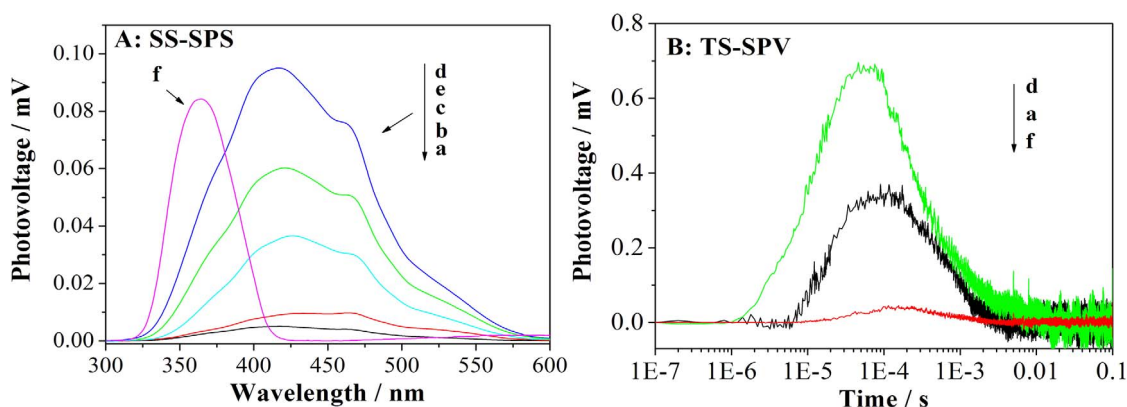 A: SS-SPS
f
d
e
c
b
a
0.10
0.08
0.06
0.04
0.02
0.00
Photovoltage / mV
300 350 400 450 500 550 600
Wavelength / nm
B: TS-SPV
d
a
f
0.8
0.6
0.4
0.2
0.0
Photovoltage / mV
1E-7 1E-6 1E-5 1E-4 1E-3 0.01 0.1
Time / s